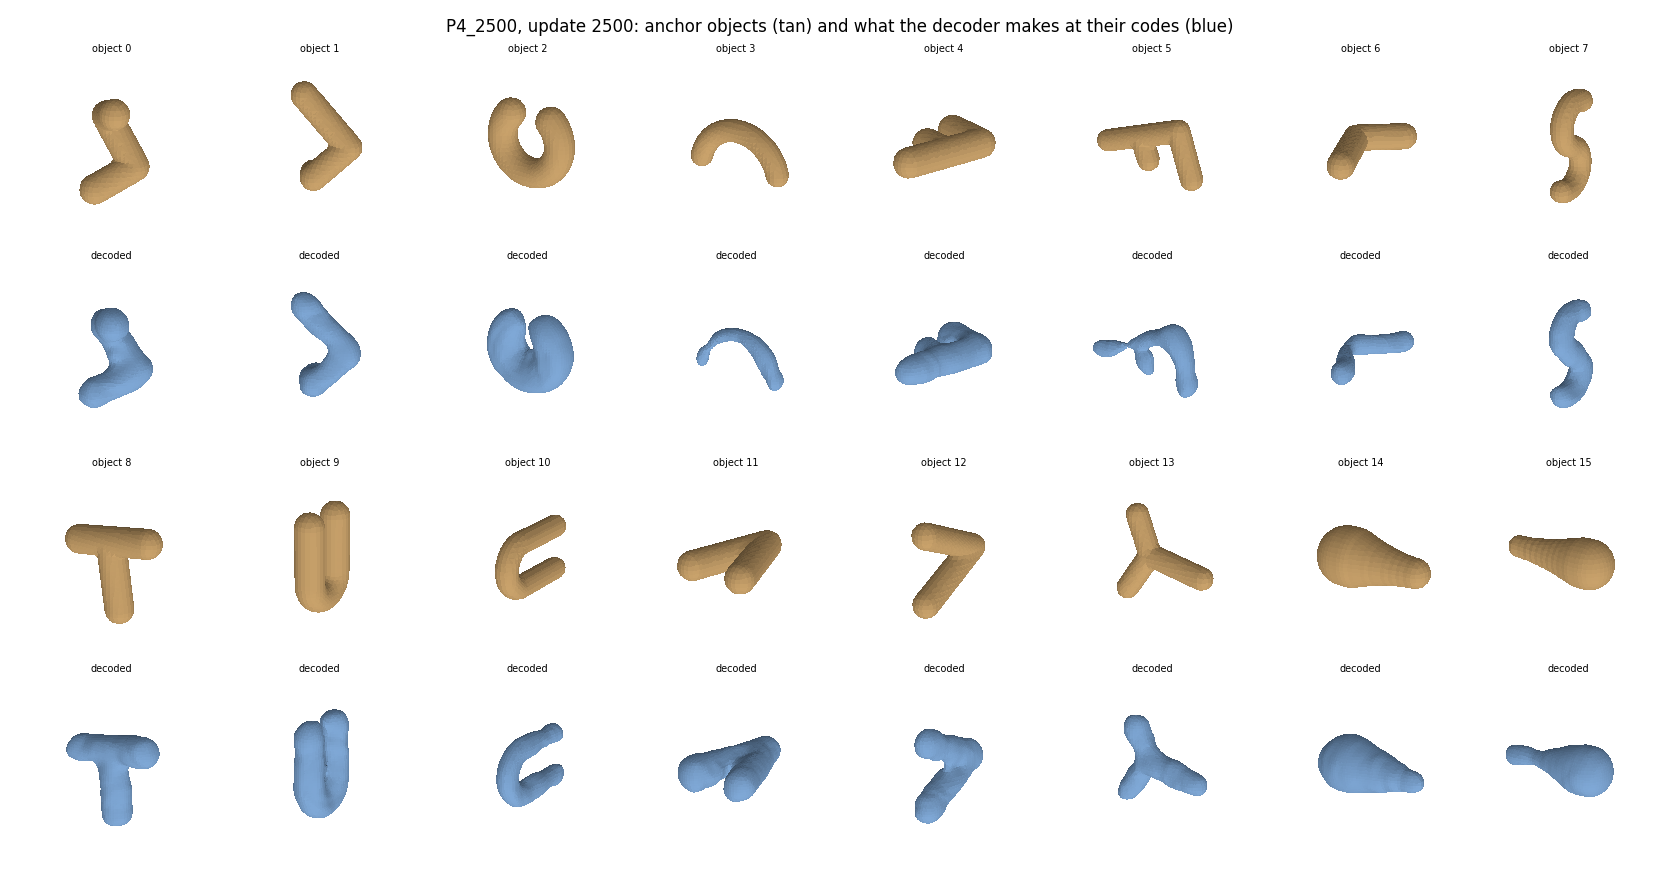 P4_2500, update 2500: anchor objects (tan) and what the decoder makes at their codes (blue)
object 0 object 1 object 2 object 3 object 4 object 5 object 6 object 7
decoded decoded decoded decoded decoded decoded decoded decoded
object 8 object 9 object 10 object 11 object 12 object 13 object 14 object 15
decoded decoded decoded decoded decoded decoded decoded decoded